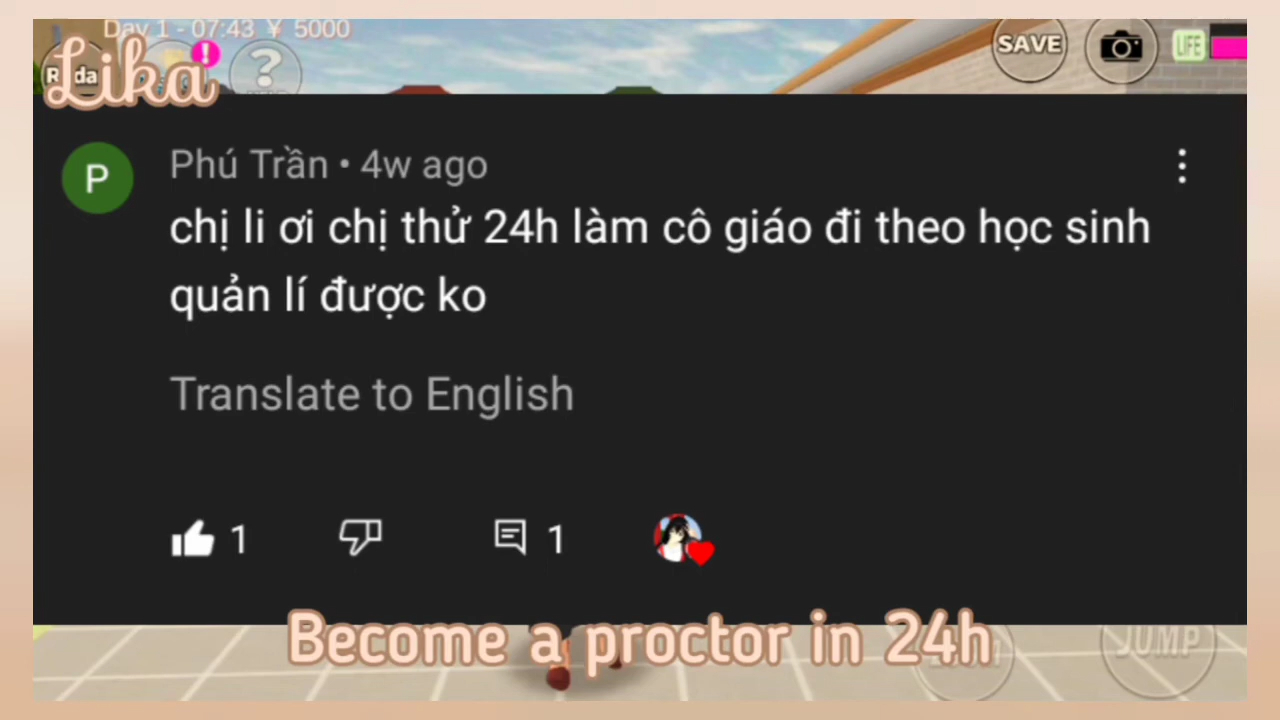 Day 1 - 07:43 ¥ 5000
Lika
SAVE
LIFE
P
Phú Trần • 4w ago
chị li ơi chị thử 24h làm cô giáo đi theo học sinh
quản lí được ko
Translate to English
1
1
Become a proctor in 24h
JUMP